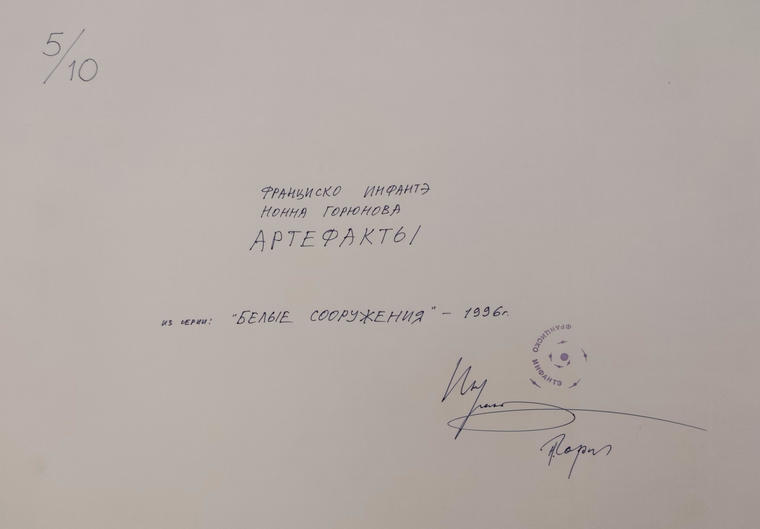 5/10
ФРАНЦИСКО ИНФАНТЭ
НОННА ГОРЮНОВА
АРТЕФАКТЫ
ИЗ СЕРИИ: "БЕЛЫЕ СООРУЖЕНИЯ" – 1996г.
ФРАНЦИСКО ИНФАНТЭ